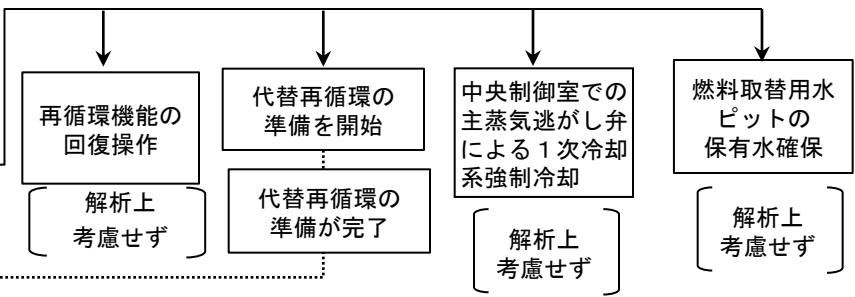 再循環機能の
回復操作
解析上
考慮せず
代替再循環の
準備を開始
代替再循環の
準備が完了
中央制御室での
主蒸気逃がし弁
による１次冷却
系強制冷却
解析上
考慮せず
燃料取替用水
ピットの
保有水確保
解析上
考慮せず